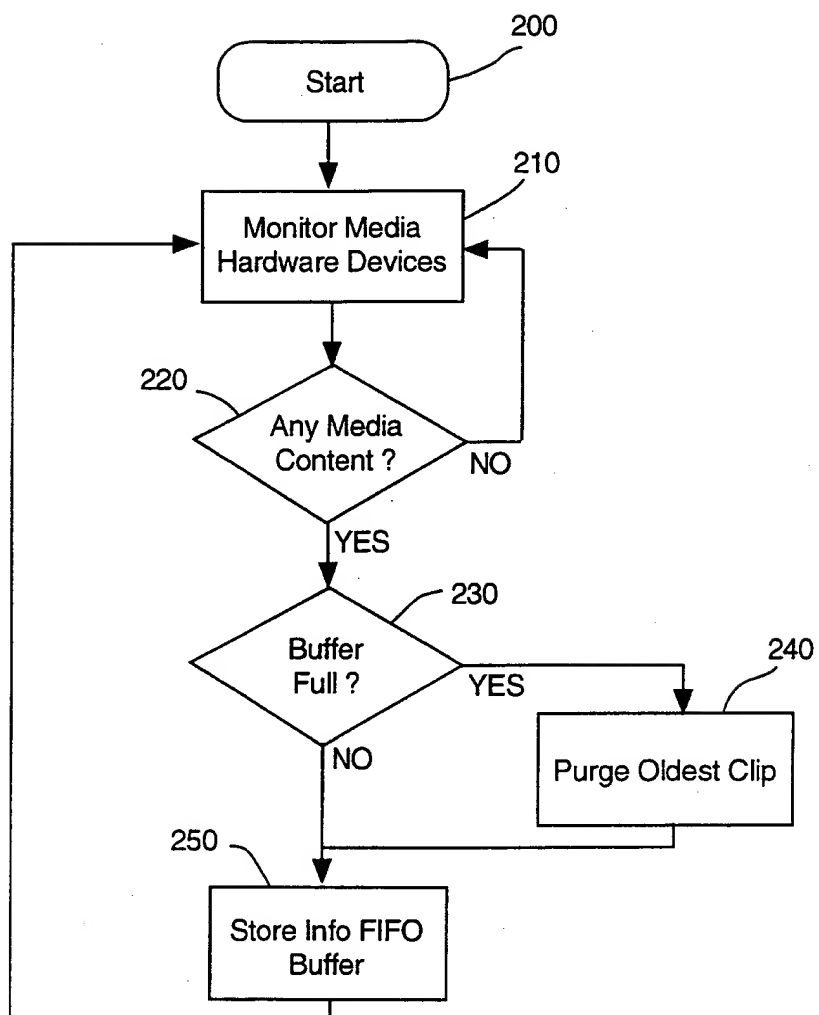 200
Start
210
Monitor Media
Hardware Devices
220
Any Media
Content ?
NO
YES
230
Buffer
Full ?
YES
240
NO
Purge Oldest Clip
250
Store Info FIFO
Buffer